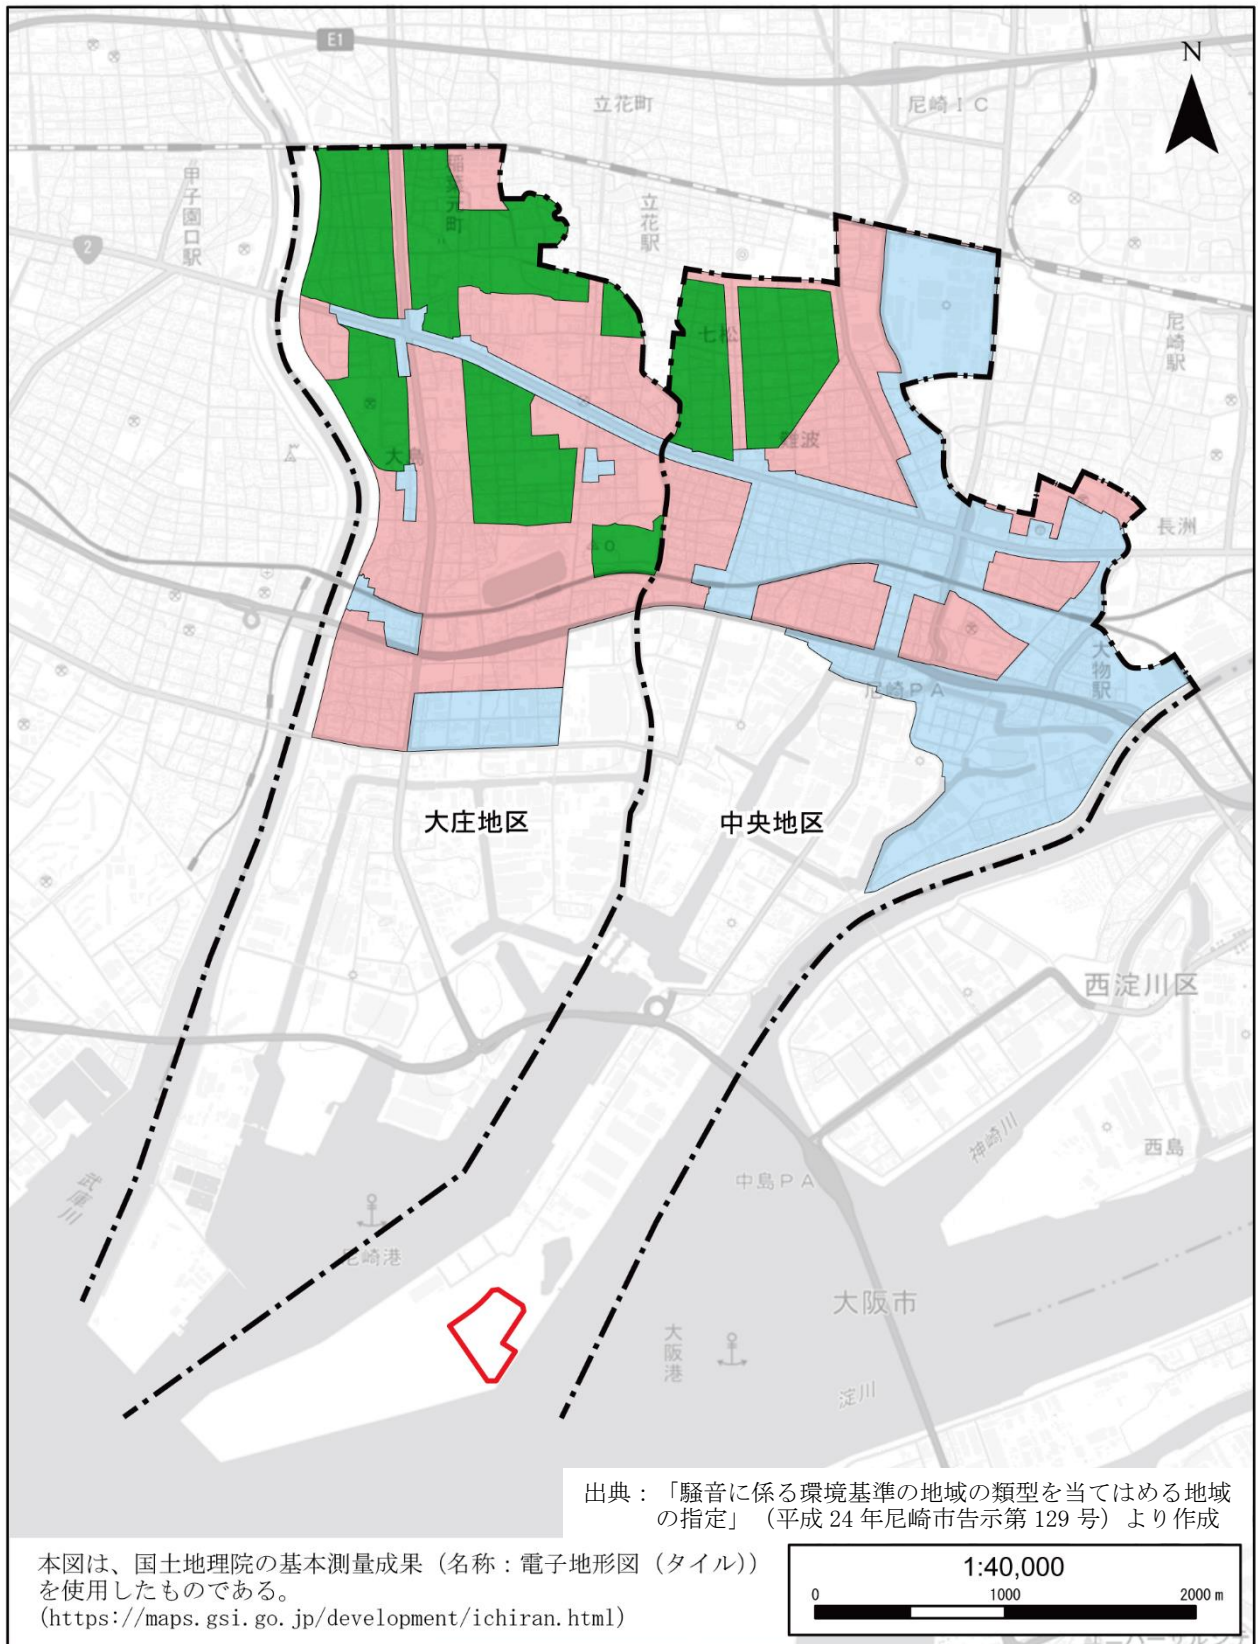 E1
N
立花町
尼崎ＩＣ
甲子園口駅
稲葉元町
立花駅
2
尼崎駅
七松
難波
大島
長洲
大物駅
尼崎ＰＡ
大庄地区
中央地区
西淀川区
神崎川
西島
中島ＰＡ
武庫川
尼崎港
大阪市
大阪港
淀川
出典：「騒音に係る環境基準の地域の類型を当てはめる地域
の指定」（平成 24 年尼崎市告示第 129 号）より作成
本図は、国土地理院の基本測量成果（名称：電子地形図（タイル））
を使用したものである。
(https://maps.gsi.go.jp/development/ichiran.html)
1:40,000
0 1000 2000 m